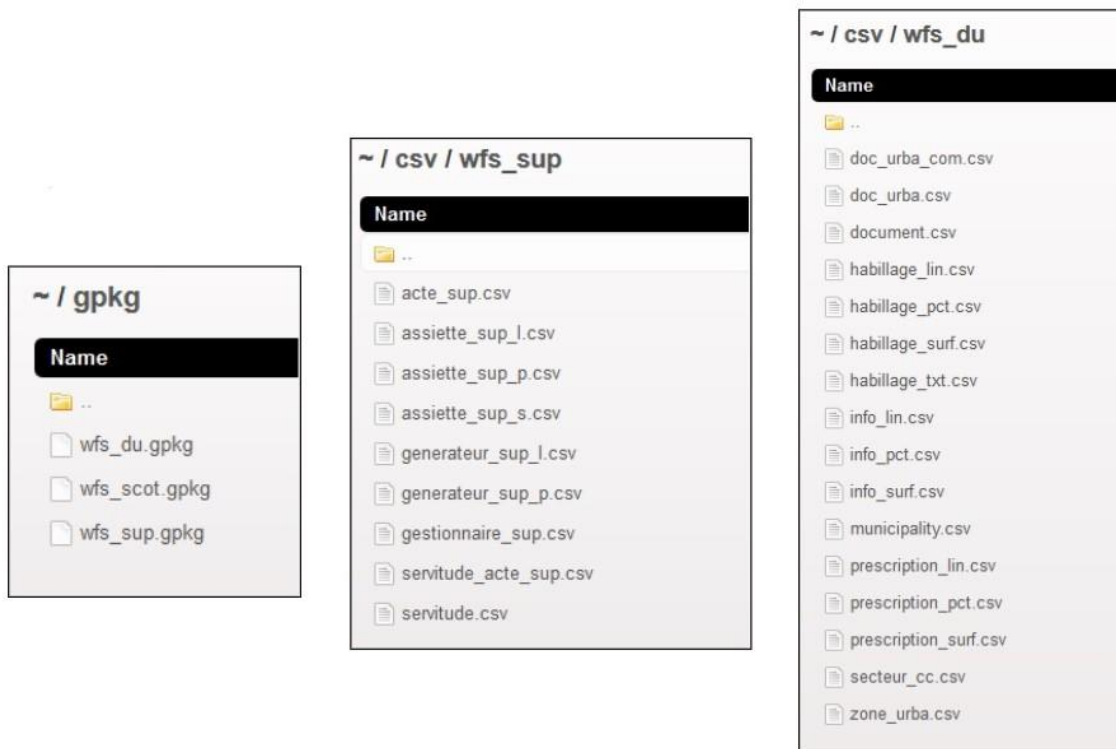 ~ / gpkg
Name
..
wfs_du.gpkg
wfs_scot.gpkg
wfs_sup.gpkg
~ / csv / wfs_sup
Name
..
acte_sup.csv
assiette_sup_l.csv
assiette_sup_p.csv
assiette_sup_s.csv
generateur_sup_l.csv
generateur_sup_p.csv
gestionnaire_sup.csv
servitude_acte_sup.csv
servitude.csv
~ / csv / wfs_du
Name
..
doc_urba_com.csv
doc_urba.csv
document.csv
habillage_lin.csv
habillage_pct.csv
habillage_surf.csv
habillage_txt.csv
info_lin.csv
info_pct.csv
info_surf.csv
municipality.csv
prescription_lin.csv
prescription_pct.csv
prescription_surf.csv
secteur_cc.csv
zone_urba.csv